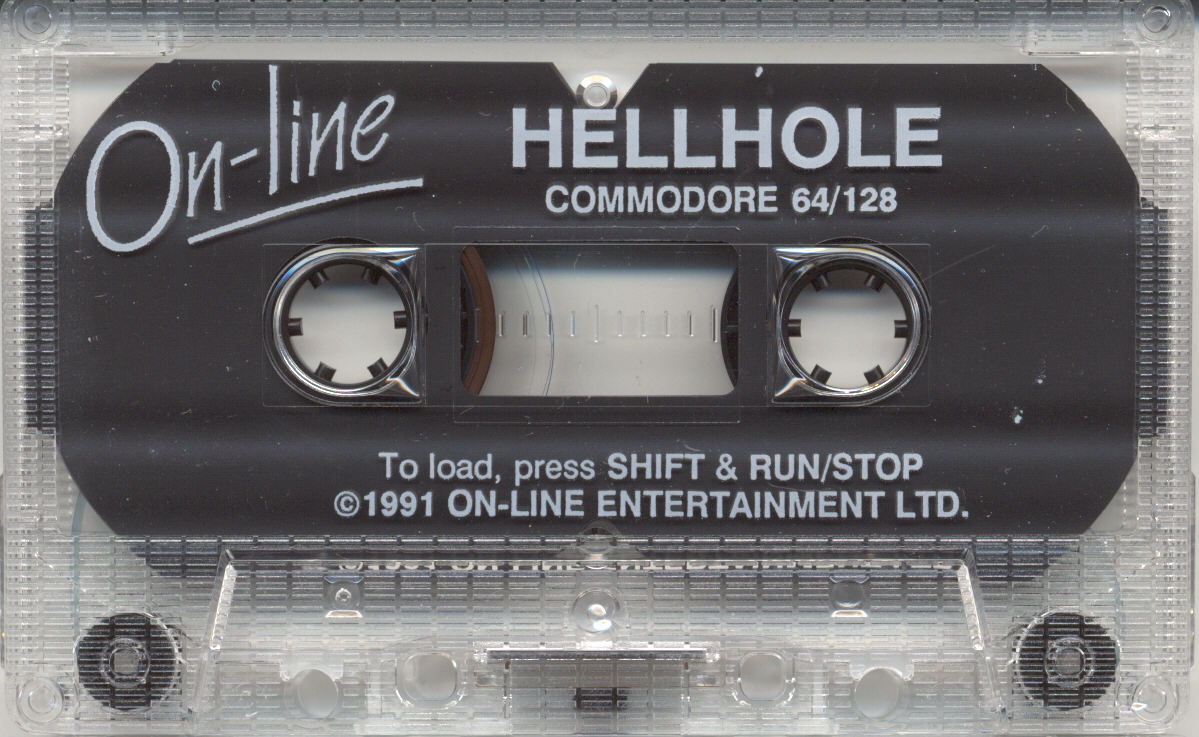 On-line
HELLHOLE
COMMODORE 64/128
To load, press SHIFT & RUN/STOP
©1991 ON-LINE ENTERTAINMENT LTD.